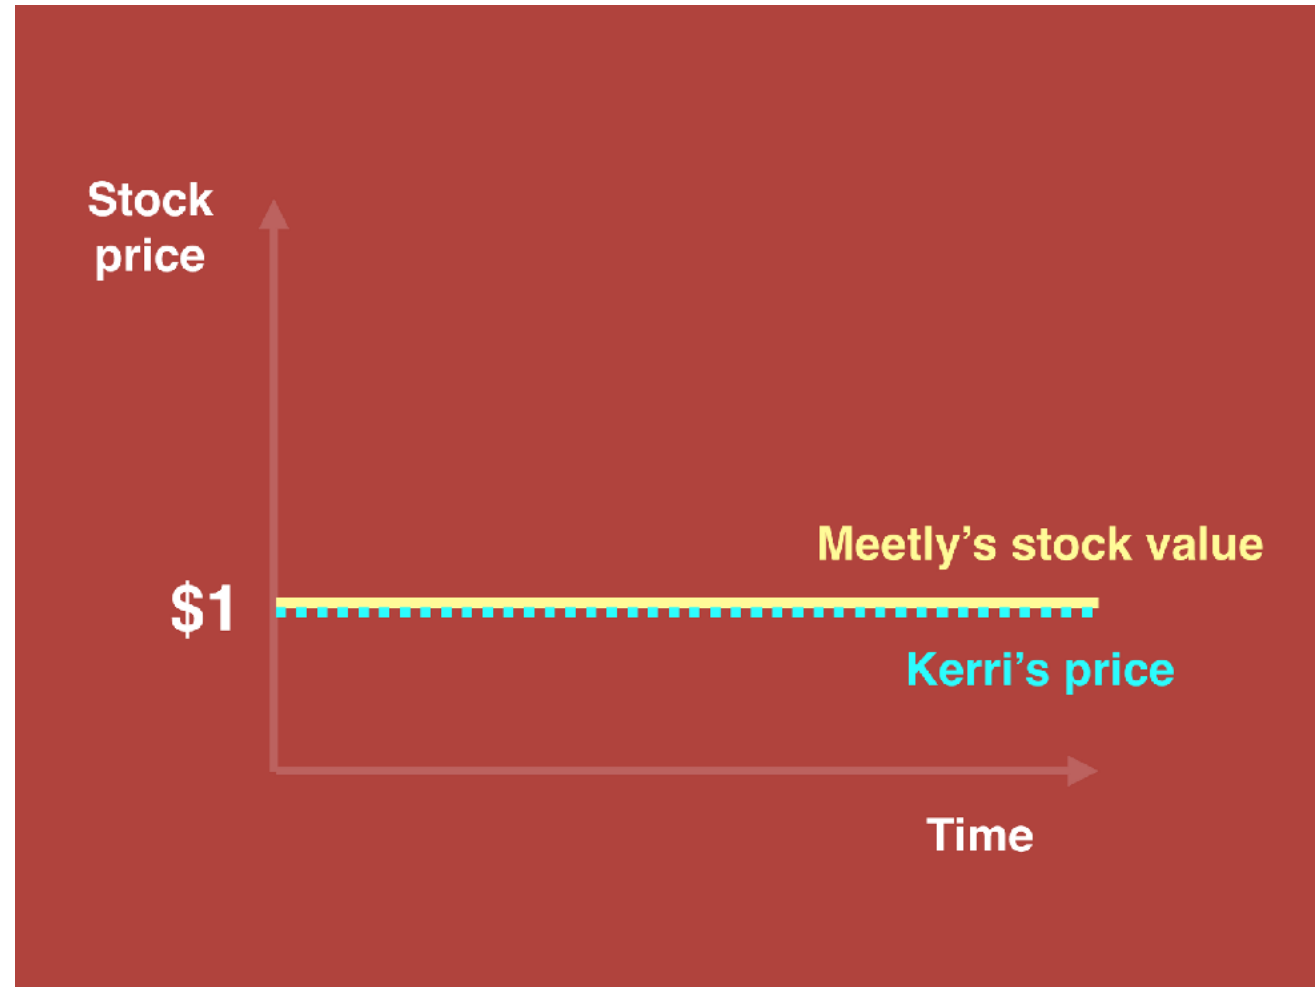 Stock
price
Meetly’s stock value
$1
Kerri’s price
Time